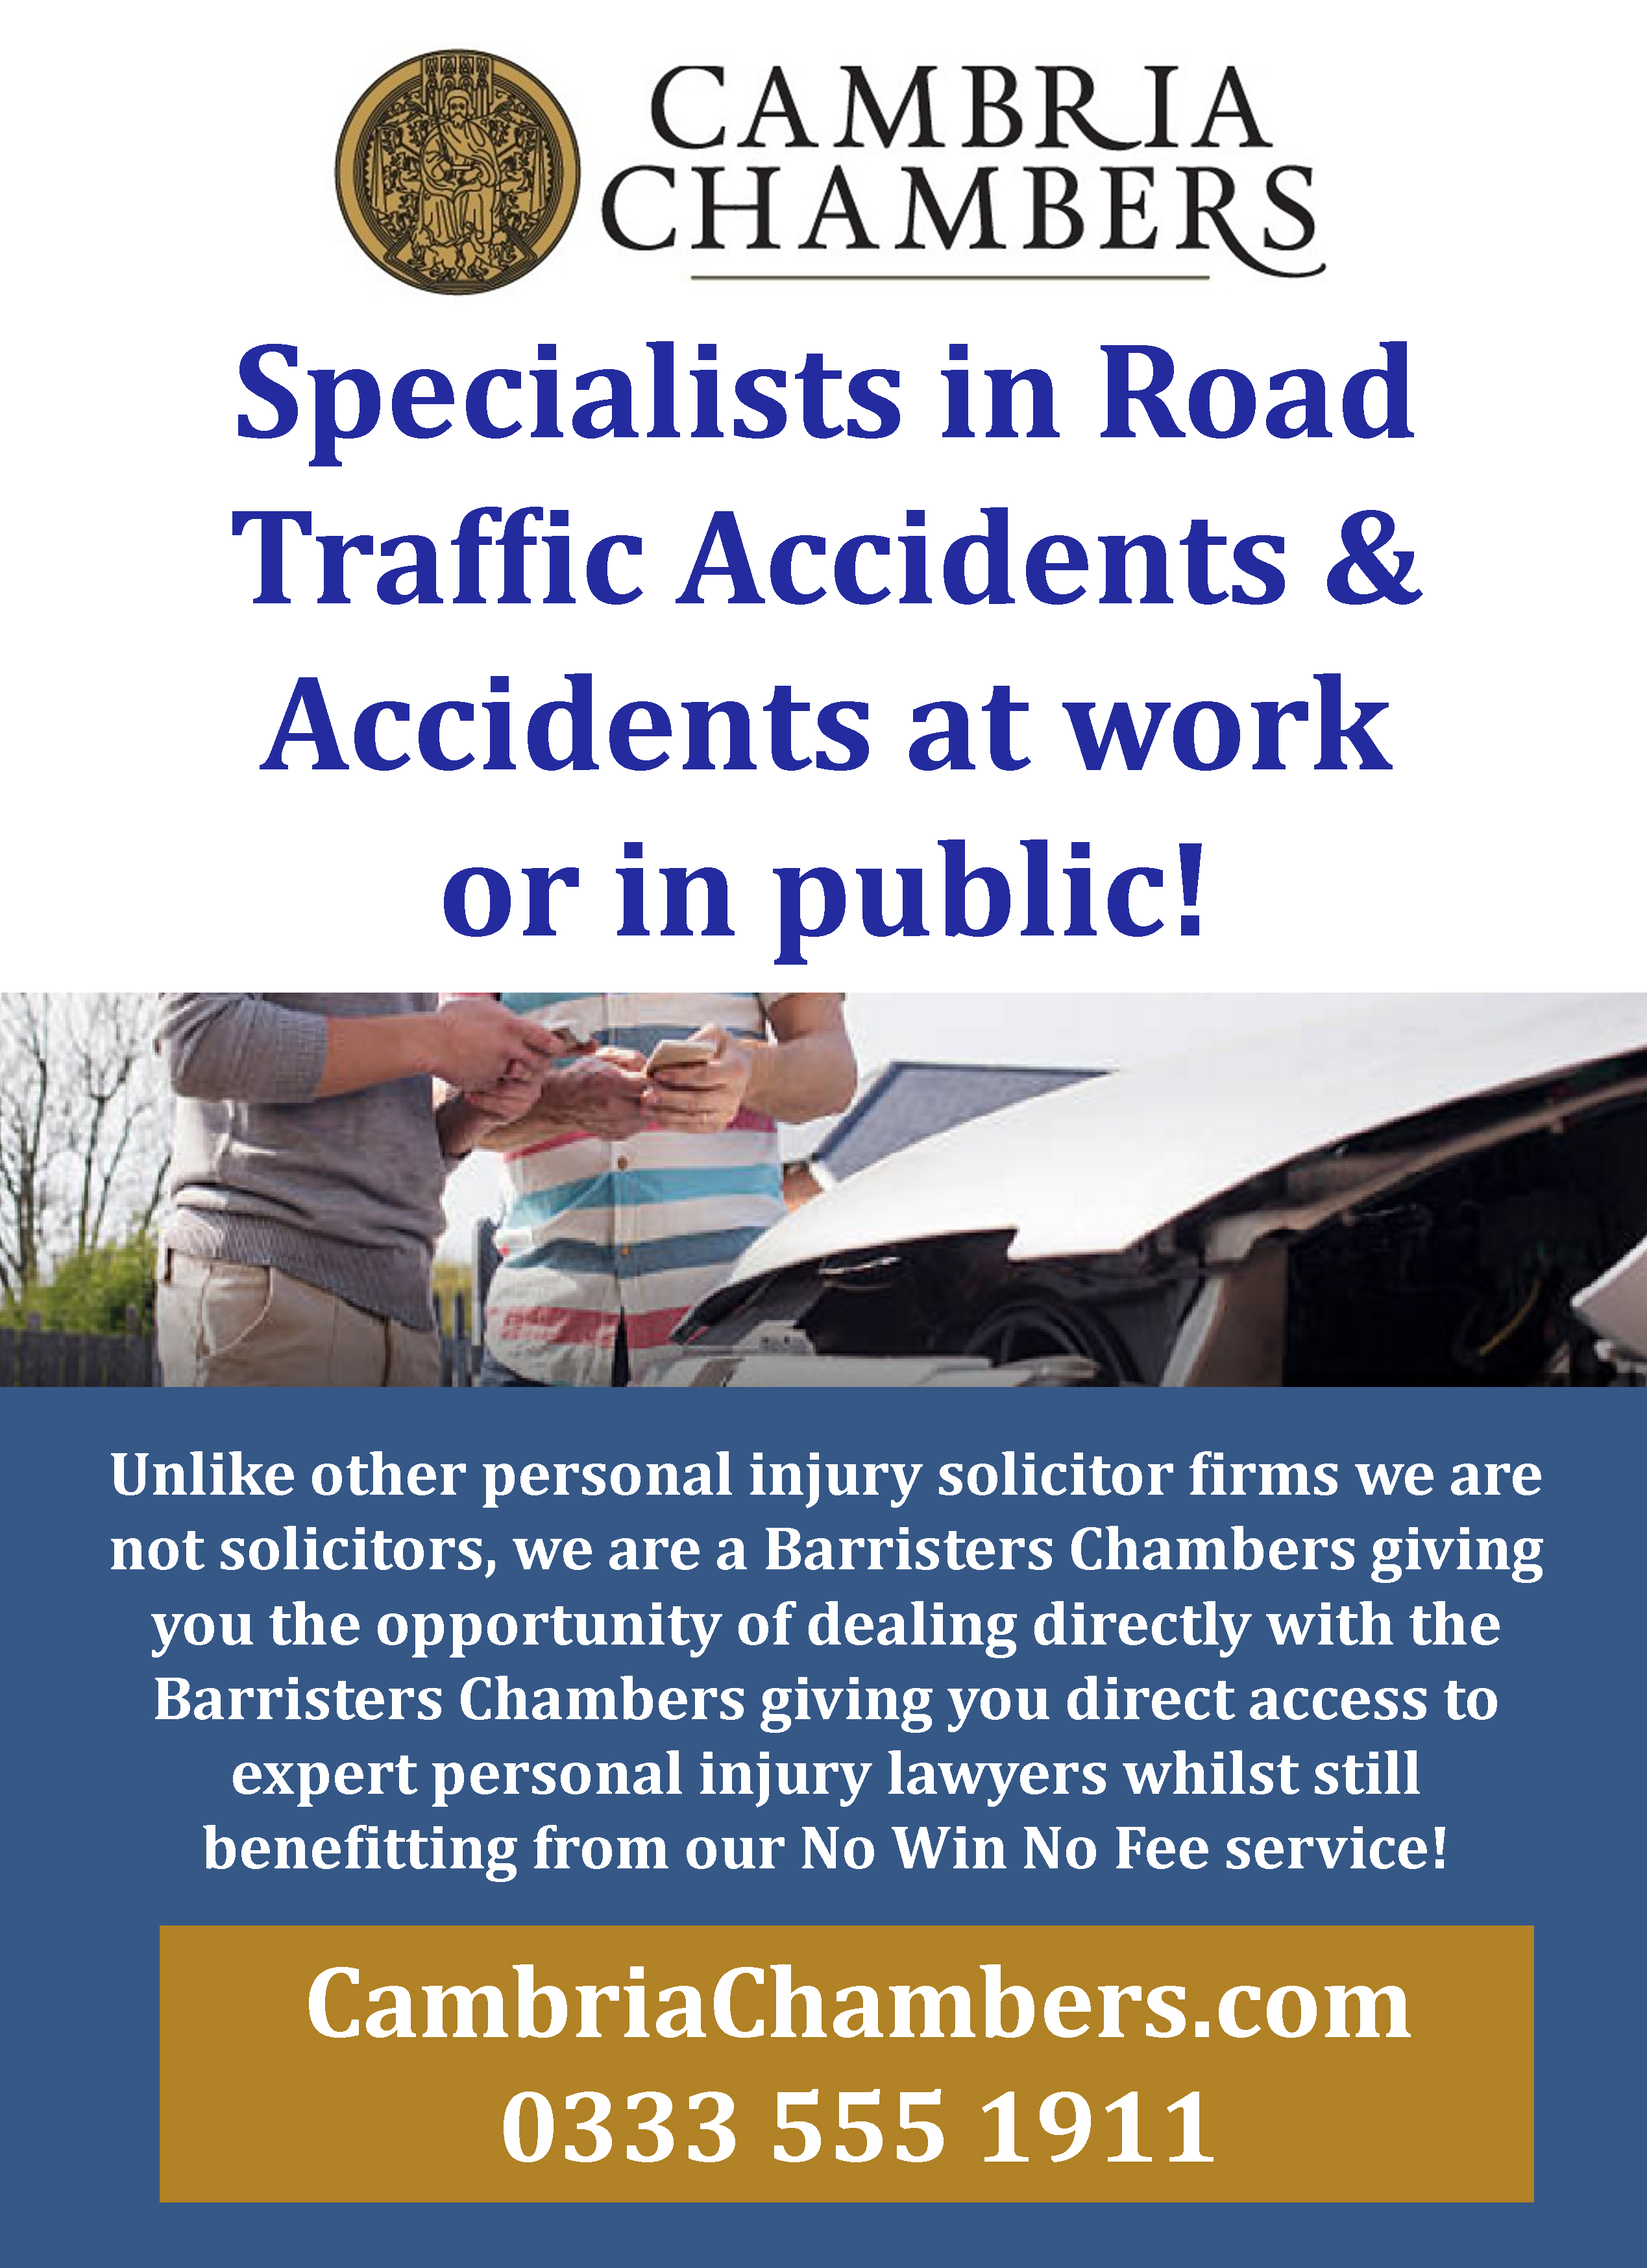 CAMBRIA
CHAMBERS
Specialists in Road
Traffic Accidents &
Accidents at work
or in public!
Unlike other personal injury solicitor firms we are
not solicitors, we are a Barristers Chambers giving
you the opportunity of dealing directly with the
Barristers Chambers giving you direct access to
expert personal injury lawyers whilst still
benefitting from our No Win No Fee service!
CambriaChambers.com
0333 555 1911